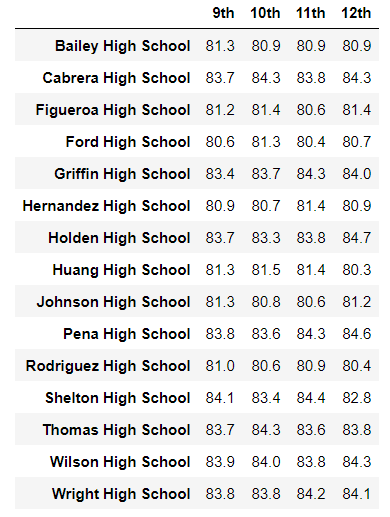 9th 10th 11th 12th
Bailey High School 81.3 80.9 80.9 80.9
Cabrera High School 83.7 84.3 83.8 84.3
Figueroa High School 81.2 81.4 80.6 81.4
Ford High School 80.6 81.3 80.4 80.7
Griffin High School 83.4 83.7 84.3 84.0
Hernandez High School 80.9 80.7 81.4 80.9
Holden High School 83.7 83.3 83.8 84.7
Huang High School 81.3 81.5 81.4 80.3
Johnson High School 81.3 80.8 80.6 81.2
Pena High School 83.8 83.6 84.3 84.6
Rodriguez High School 81.0 80.6 80.9 80.4
Shelton High School 84.1 83.4 84.4 82.8
Thomas High School 83.7 84.3 83.6 83.8
Wilson High School 83.9 84.0 83.8 84.3
Wright High School 83.8 83.8 84.2 84.1